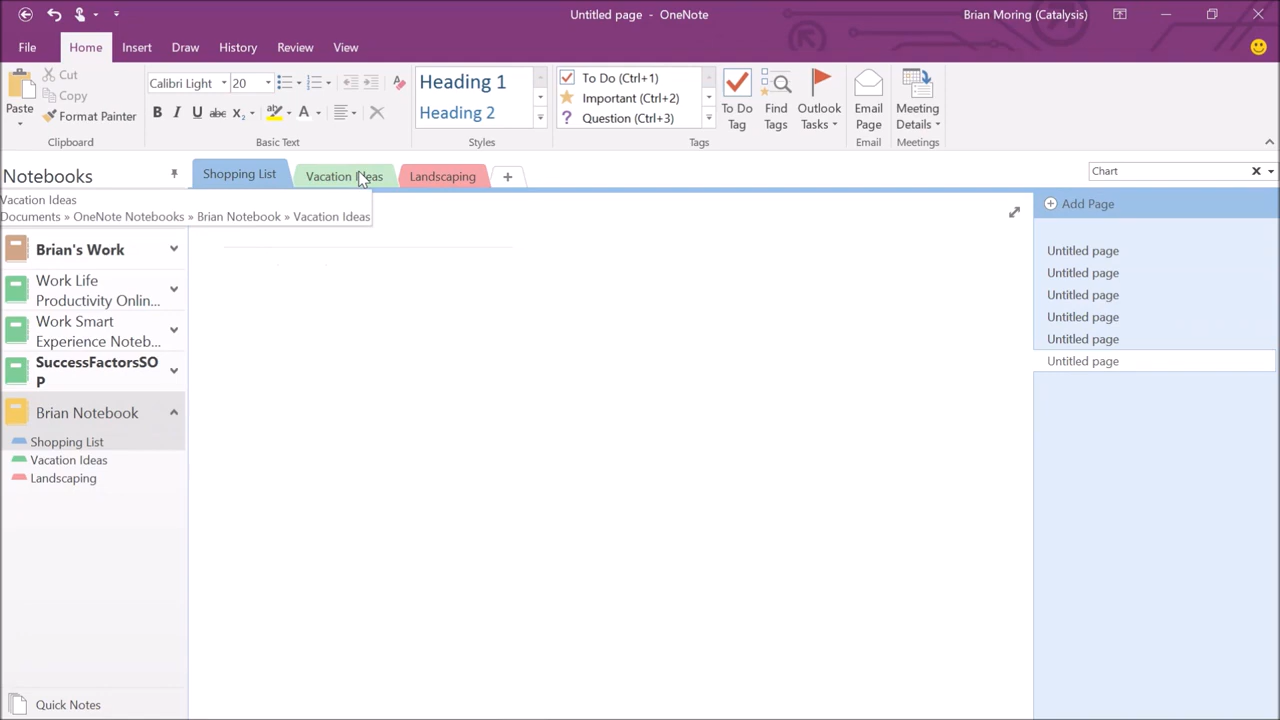 Untitled page - OneNote
Brian Moring (Catalysis)
File Home Insert Draw History Review View
Paste
Cut
Copy
Format Painter
Clipboard
Calibri Light 20
B I U abc X₂ A
Basic Text
Heading 1
Heading 2
Styles
To Do (Ctrl+1)
Important (Ctrl+2)
Question (Ctrl+3)
To Do
Tag
Find
Tags
Outlook
Tasks
Tags
Email
Page
Email
Meeting
Details
Meetings
Notebooks
Shopping List
Vacation Ideas
Landscaping
+
Chart
Vacation Ideas
Documents » OneNote Notebooks » Brian Notebook » Vacation Ideas
Brian's Work
Work Life
Productivity Onlin...
Work Smart
Experience Noteb...
SuccessFactorsSO
P
Brian Notebook
Shopping List
Vacation Ideas
Landscaping
Quick Notes
Add Page
Untitled page
Untitled page
Untitled page
Untitled page
Untitled page
Untitled page